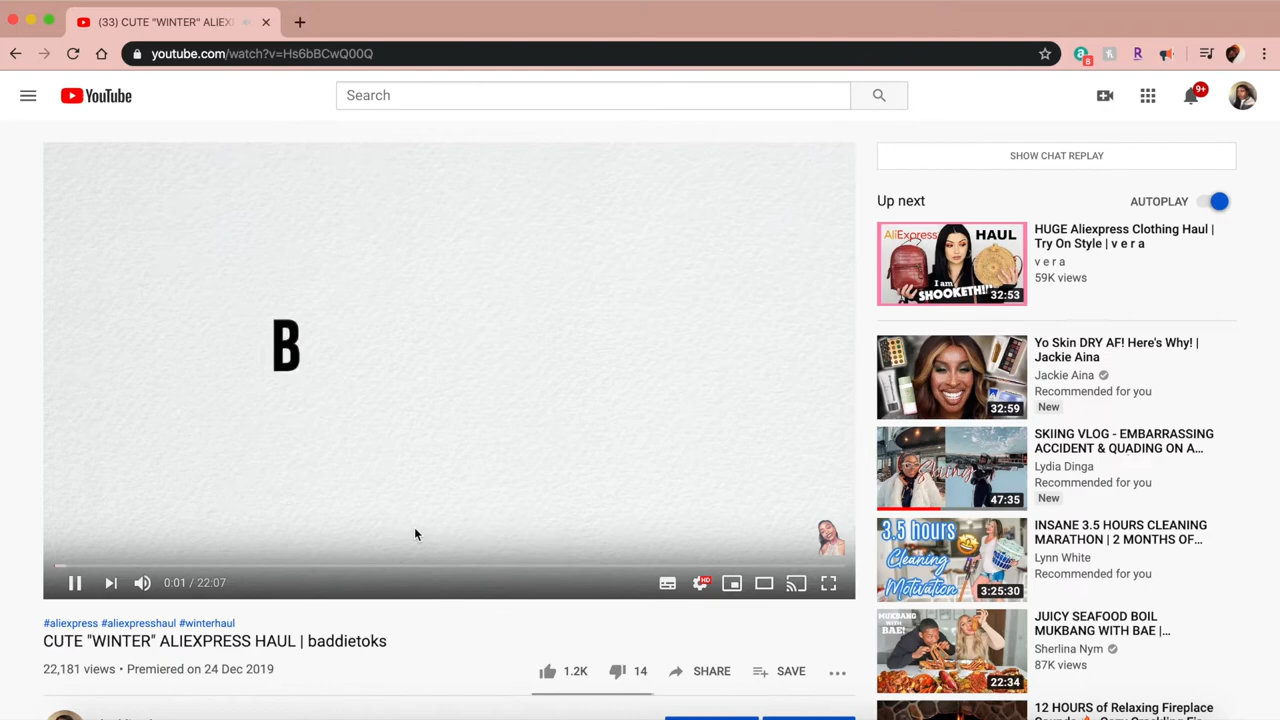 (33) CUTE "WINTER" ALIEX
youtube.com/watch?v=Hs6bBCwQ00Q
8
R
YouTube
Search
9+
B
0:01 / 22:07
HD
#aliexpress #aliexpresshaul #winterhaul
CUTE "WINTER" ALIEXPRESS HAUL | baddietoks
22,181 views • Premiered on 24 Dec 2019
1.2K
14
SHARE
SAVE
SHOW CHAT REPLAY
Up next
AUTOPLAY
AliExpress
HAUL
I am
SHOOKETH!!
32:53
HUGE Aliexpress Clothing Haul |
Try On Style | v e r a
v e r a
59K views
32:59
Yo Skin DRY AF! Here's Why! |
Jackie Aina
Jackie Aina
Recommended for you
New
Skiing
47:35
SKIING VLOG - EMBARRASSING
ACCIDENT & QUADING ON A...
Lydia Dinga
Recommended for you
New
3.5 hours
Cleaning
Motivation
3:25:30
INSANE 3.5 HOURS CLEANING
MARATHON | 2 MONTHS OF...
Lynn White
Recommended for you
MUKBANG
WITH BAE!
22:34
JUICY SEAFOOD BOIL
MUKBANG WITH BAE |...
Sherlina Nym
87K views
12 HOURS of Relaxing Fireplace